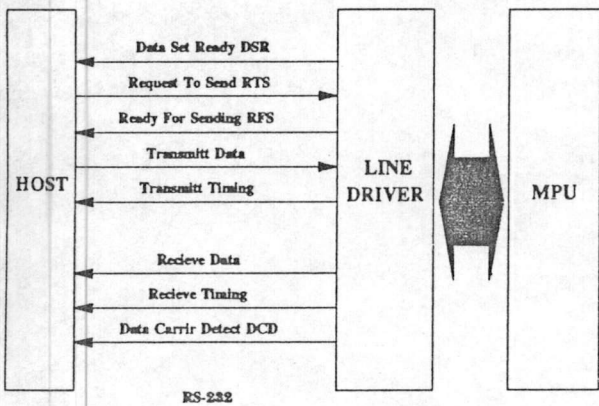 Data Set Ready DSR
Request To Send RTS
Ready For Sending RFS
Transmitt Data
Transmitt Timing
HOST
LINE
DRIVER
MPU
Recieve Data
Recieve Timing
Data Carrir Detect DCD
RS-232